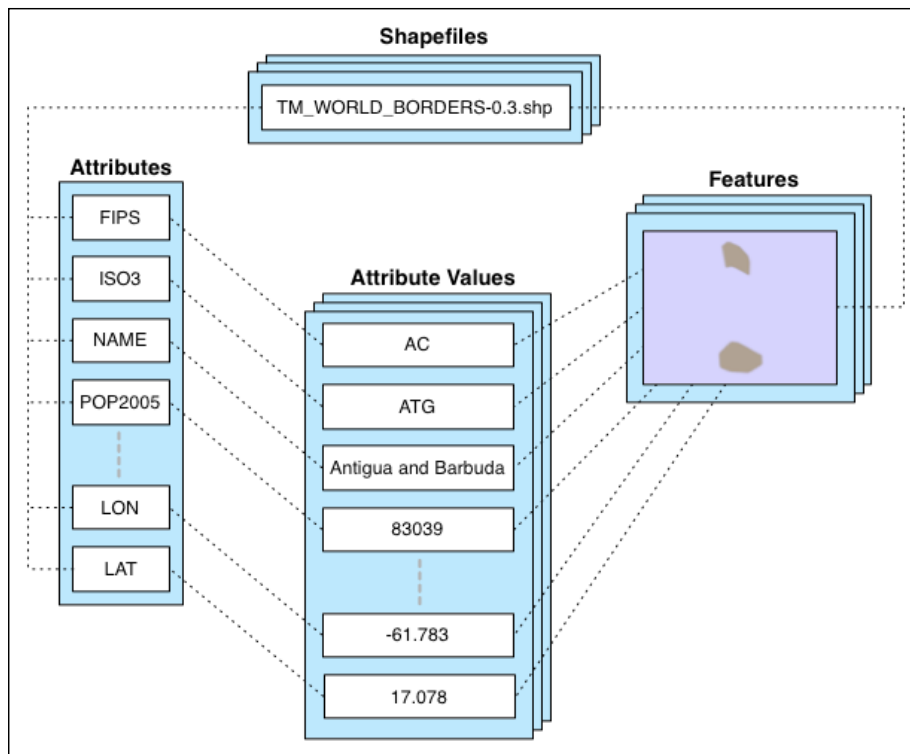 Shapefiles
TM_WORLD_BORDERS-0.3.shp
Attributes
FIPS
ISO3
NAME
POP2005
LON
LAT
Attribute Values
AC
ATG
Antigua and Barbuda
83039
-61.783
17.078
Features